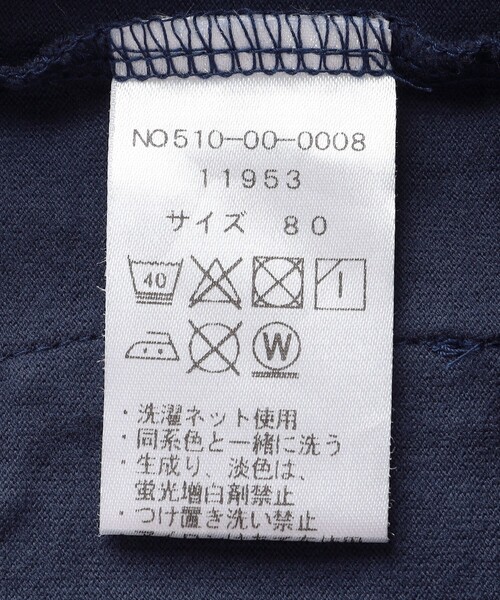 NO510-00-0008
11953
サイズ 80
40
W
・洗濯ネット使用
・同系色と一緒に洗う
・生成り、淡色は、
蛍光増白剤禁止
・つけ置き洗い禁止